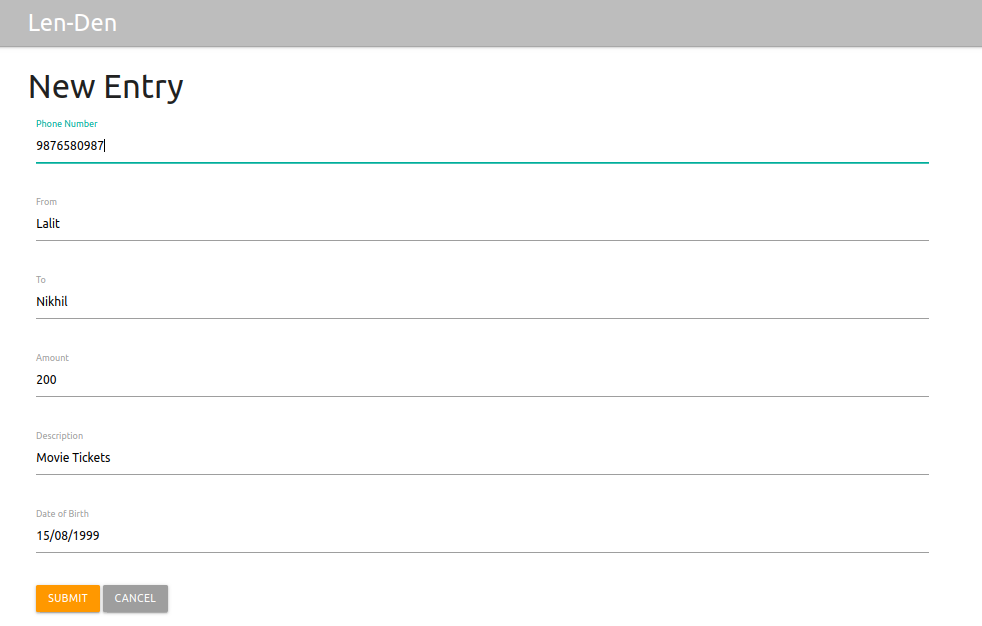 Len-Den
New Entry
Phone Number
9876580987
From
Lalit
To
Nikhil
Amount
200
Description
Movie Tickets
Date of Birth
15/08/1999
SUBMIT CANCEL